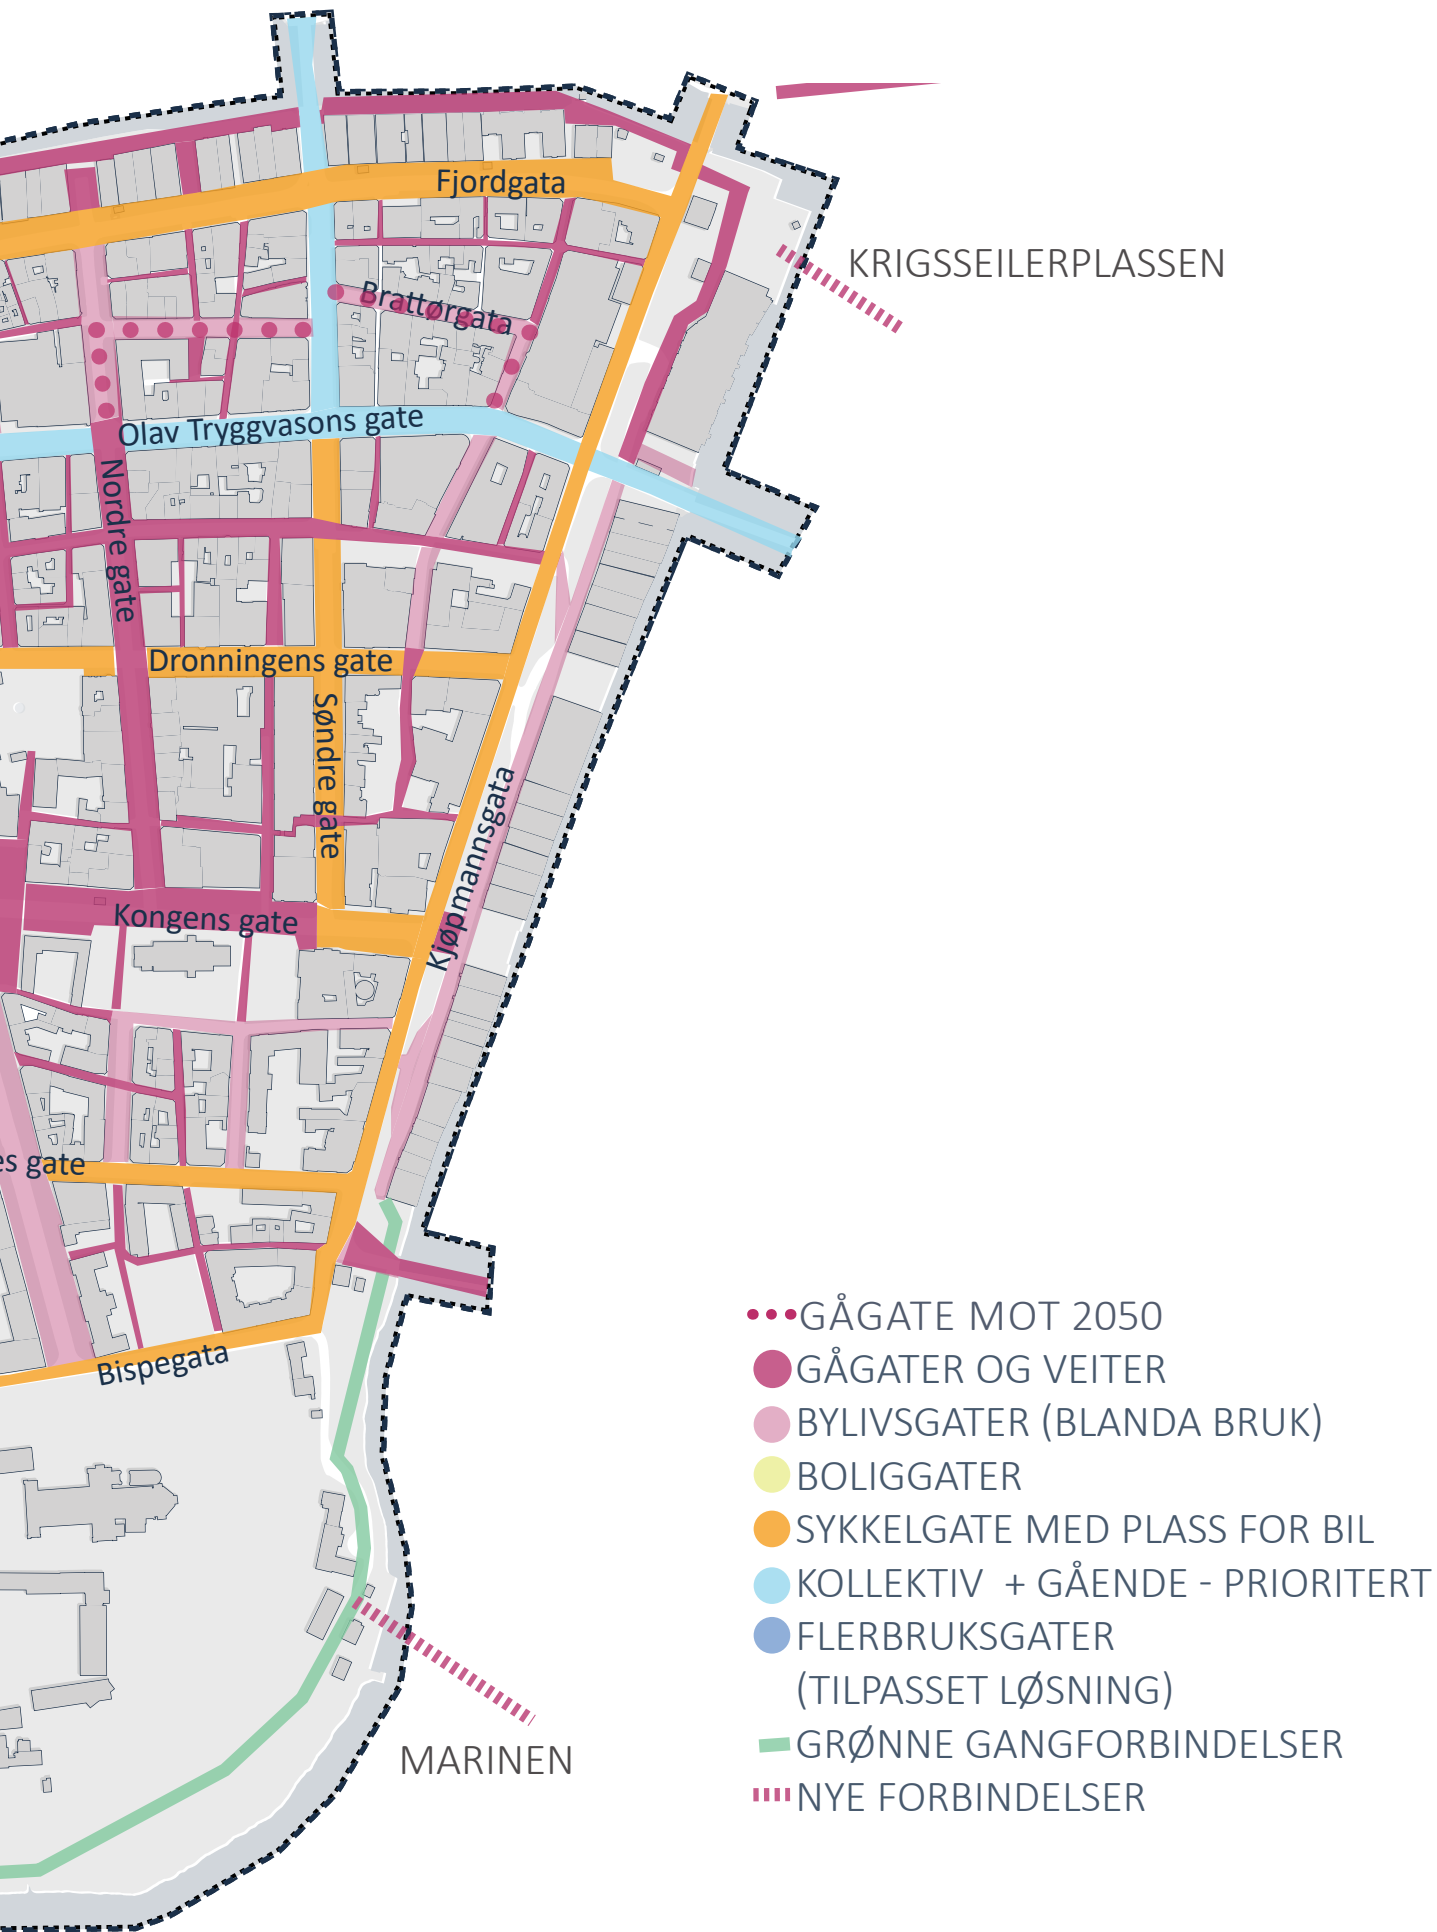 Fjordgata
KRIGSSEILERPLASSEN
Brattørgata
Olav Tryggvasons gate
Nordre gate
Dronningens gate
Søndre gate
Kjøpmannsgata
Kongens gate
es gate
Bispegata
MARINEN
GÅGATE MOT 2050
GÅGATER OG VEITER
BYLIVSGATER (BLANDA BRUK)
BOLIGGATER
SYKKELGATE MED PLASS FOR BIL
KOLLEKTIV + GÅENDE - PRIORITERT
FLERBRUKSGATER
(TILPASSET LØSNING)
GRØNNE GANGFORBINDELSER
NYE FORBINDELSER